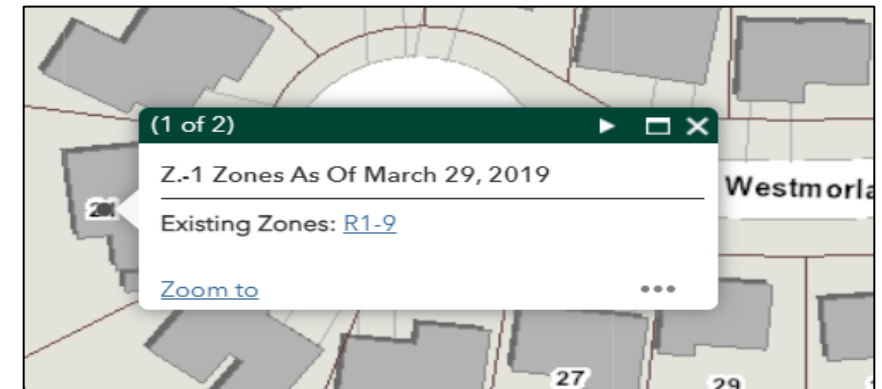 (1 of 2)
Z.-1 Zones As Of March 29, 2019
Westmorla
Existing Zones: R1-9
Zoom to
27
29